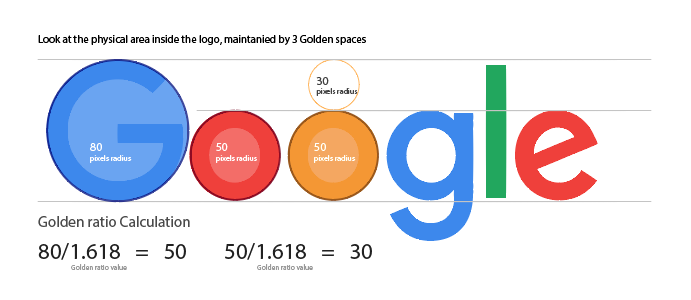 Look at the physical area inside the logo, maintanied by 3 Golden spaces
30
pixels radius
Google
80
pixels radius
50
pixels radius
50
pixels radius
Golden ratio Calculation
80/1.618 = 50 50/1.618 = 30
Golden ratio value Golden ratio value